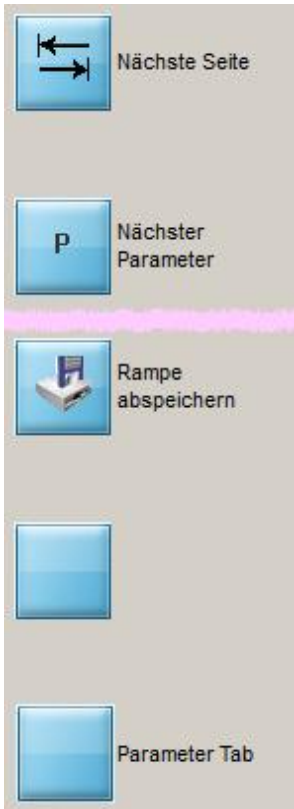 Nächste Seite
P
Nächster
Parameter
Rampe
abspeichern
Parameter Tab